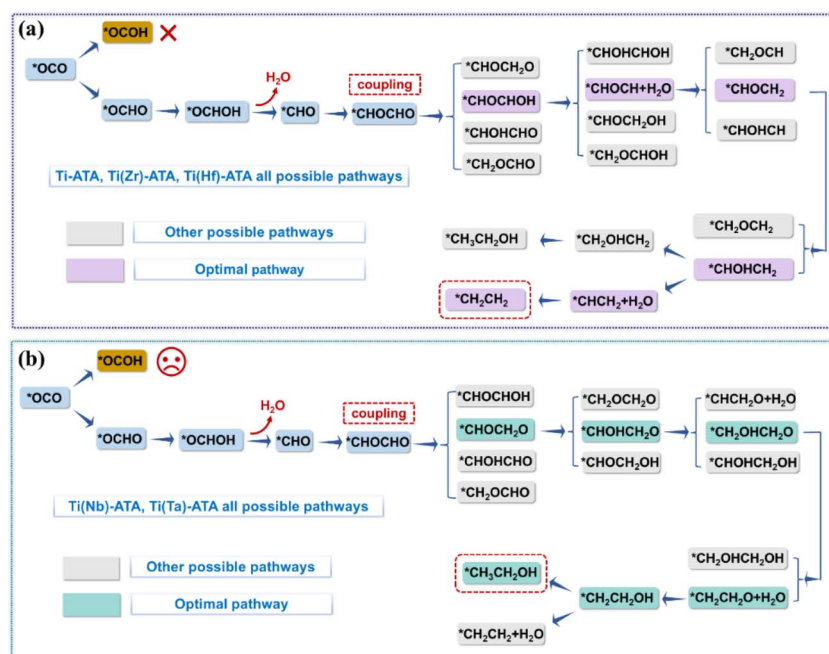 (a)
*OCOH
*OCO
H₂O
coupling
*OCHO
*OCHOH
*CHO
*CHOCHO
*CHOCH₂O
*CHOCHOH
*CHOHCHO
*CH₂OCHO
*CHOHCHOH
*CHOCH+H₂O
*CHOCH₂OH
*CH₂OCHOH
*CH₂OCH
*CHOCH₂
*CHOHCH
Ti-ATA, Ti(Zr)-ATA, Ti(Hf)-ATA all possible pathways
Other possible pathways
Optimal pathway
*CH₂OCH₂
*CHOHCH₂
*CH₂OHCH₂
*CH₃CH₂OH
*CHCH₂+H₂O
*CH₂CH₂
(b)
*OCOH
*OCO
H₂O
coupling
*OCHO
*OCHOH
*CHO
*CHOCHO
*CHOCHOH
*CHOCH₂O
*CHOHCHO
*CH₂OCHO
*CH₂OCH₂O
*CHOHCH₂O
*CHOCH₂OH
*CHCH₂O+H₂O
*CH₂OHCH₂O
*CHOHCH₂OH
Ti(Nb)-ATA, Ti(Ta)-ATA all possible pathways
Other possible pathways
Optimal pathway
*CH₂OHCH₂OH
*CH₂CH₂O+H₂O
*CH₂CH₂OH
*CH₃CH₂OH
*CH₂CH₂+H₂O